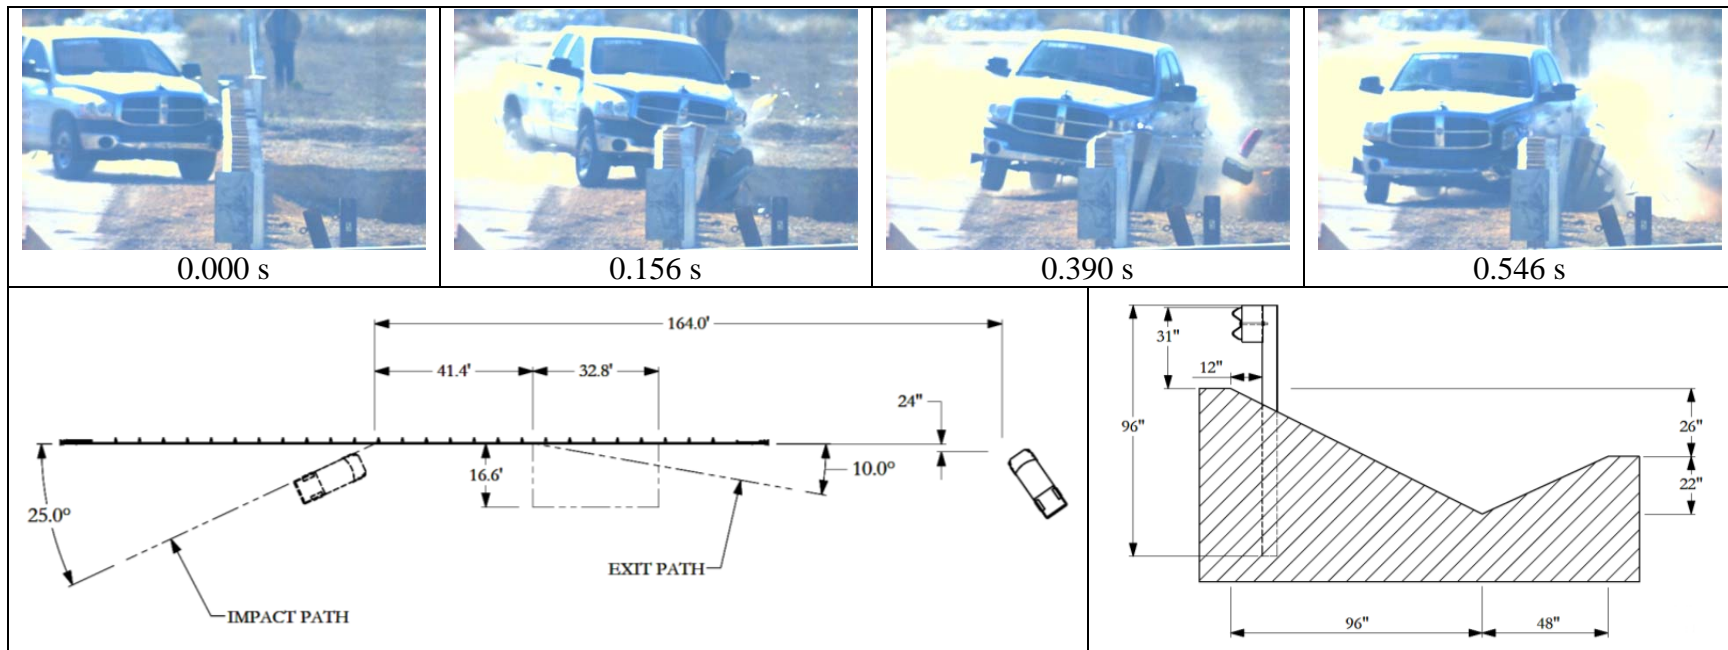 0.000 s
0.156 s
0.390 s
0.546 s
164.0'
41.4'
32.8'
24"
16.6'
10.0°
25.0°
EXIT PATH
IMPACT PATH
31"
12"
96"
26"
22"
96"
48"